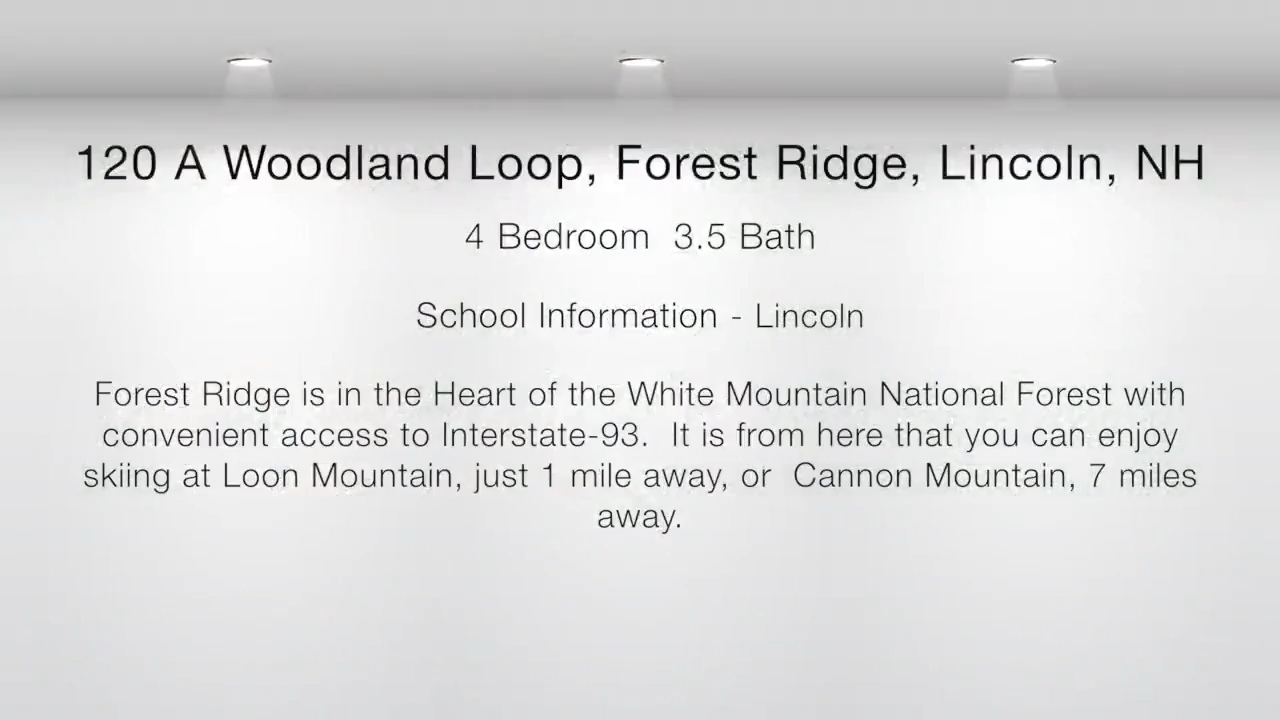 120 A Woodland Loop, Forest Ridge, Lincoln, NH
4 Bedroom  3.5 Bath
School Information - Lincoln
Forest Ridge is in the Heart of the White Mountain National Forest with
convenient access to Interstate-93.  It is from here that you can enjoy
skiing at Loon Mountain, just 1 mile away, or  Cannon Mountain, 7 miles
away.